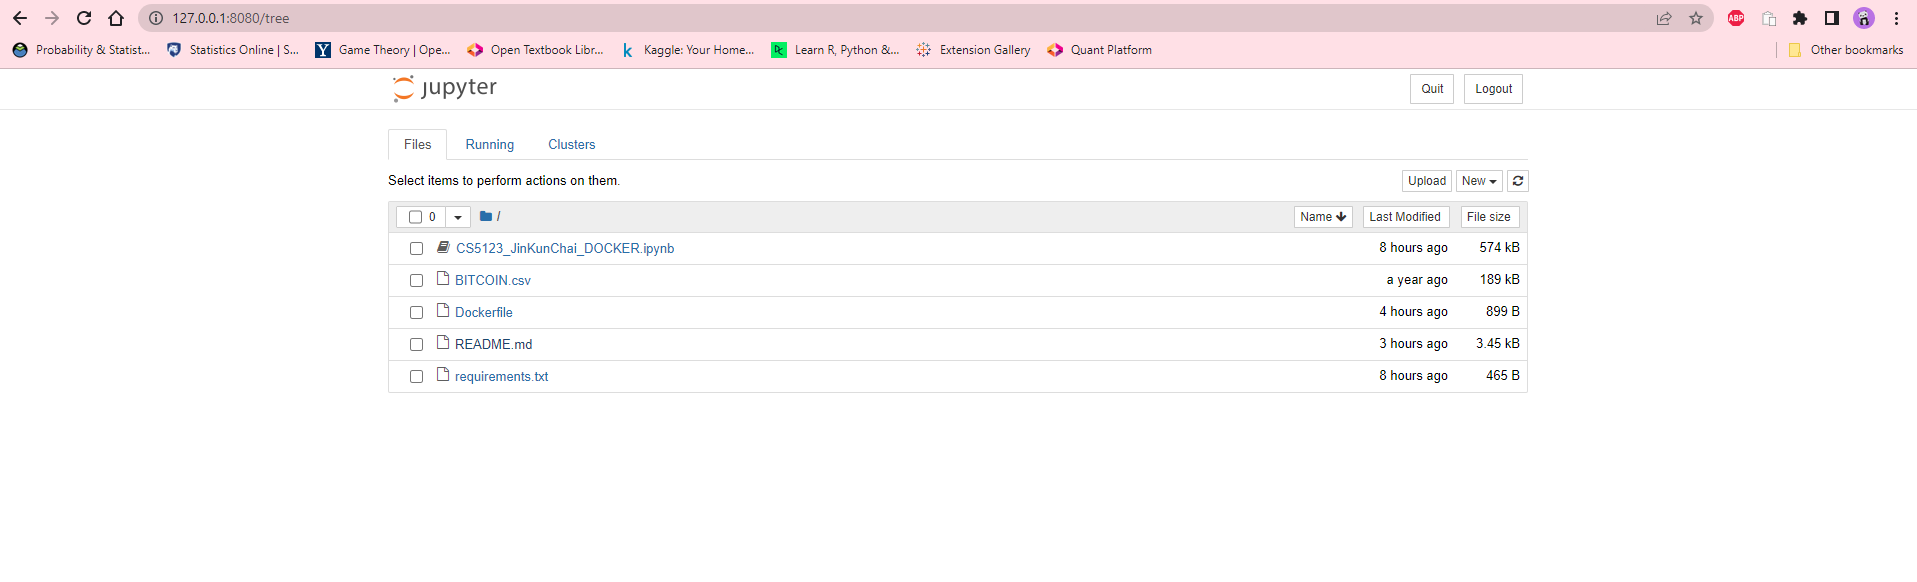 127.0.0.1:8080/tree
ABP
Probability & Statist... Statistics Online | S... Y Game Theory | Ope... Open Textbook Libr... k Kaggle: Your Home... DC Learn R, Python &... Extension Gallery Quant Platform Other bookmarks
jupyter Quit Logout
Files Running Clusters
Select items to perform actions on them. Upload New
0 / Name Last Modified File size
CS5123_JinKunChai_DOCKER.ipynb 8 hours ago 574 kB
BITCOIN.csv a year ago 189 kB
Dockerfile 4 hours ago 899 B
README.md 3 hours ago 3.45 kB
requirements.txt 8 hours ago 465 B